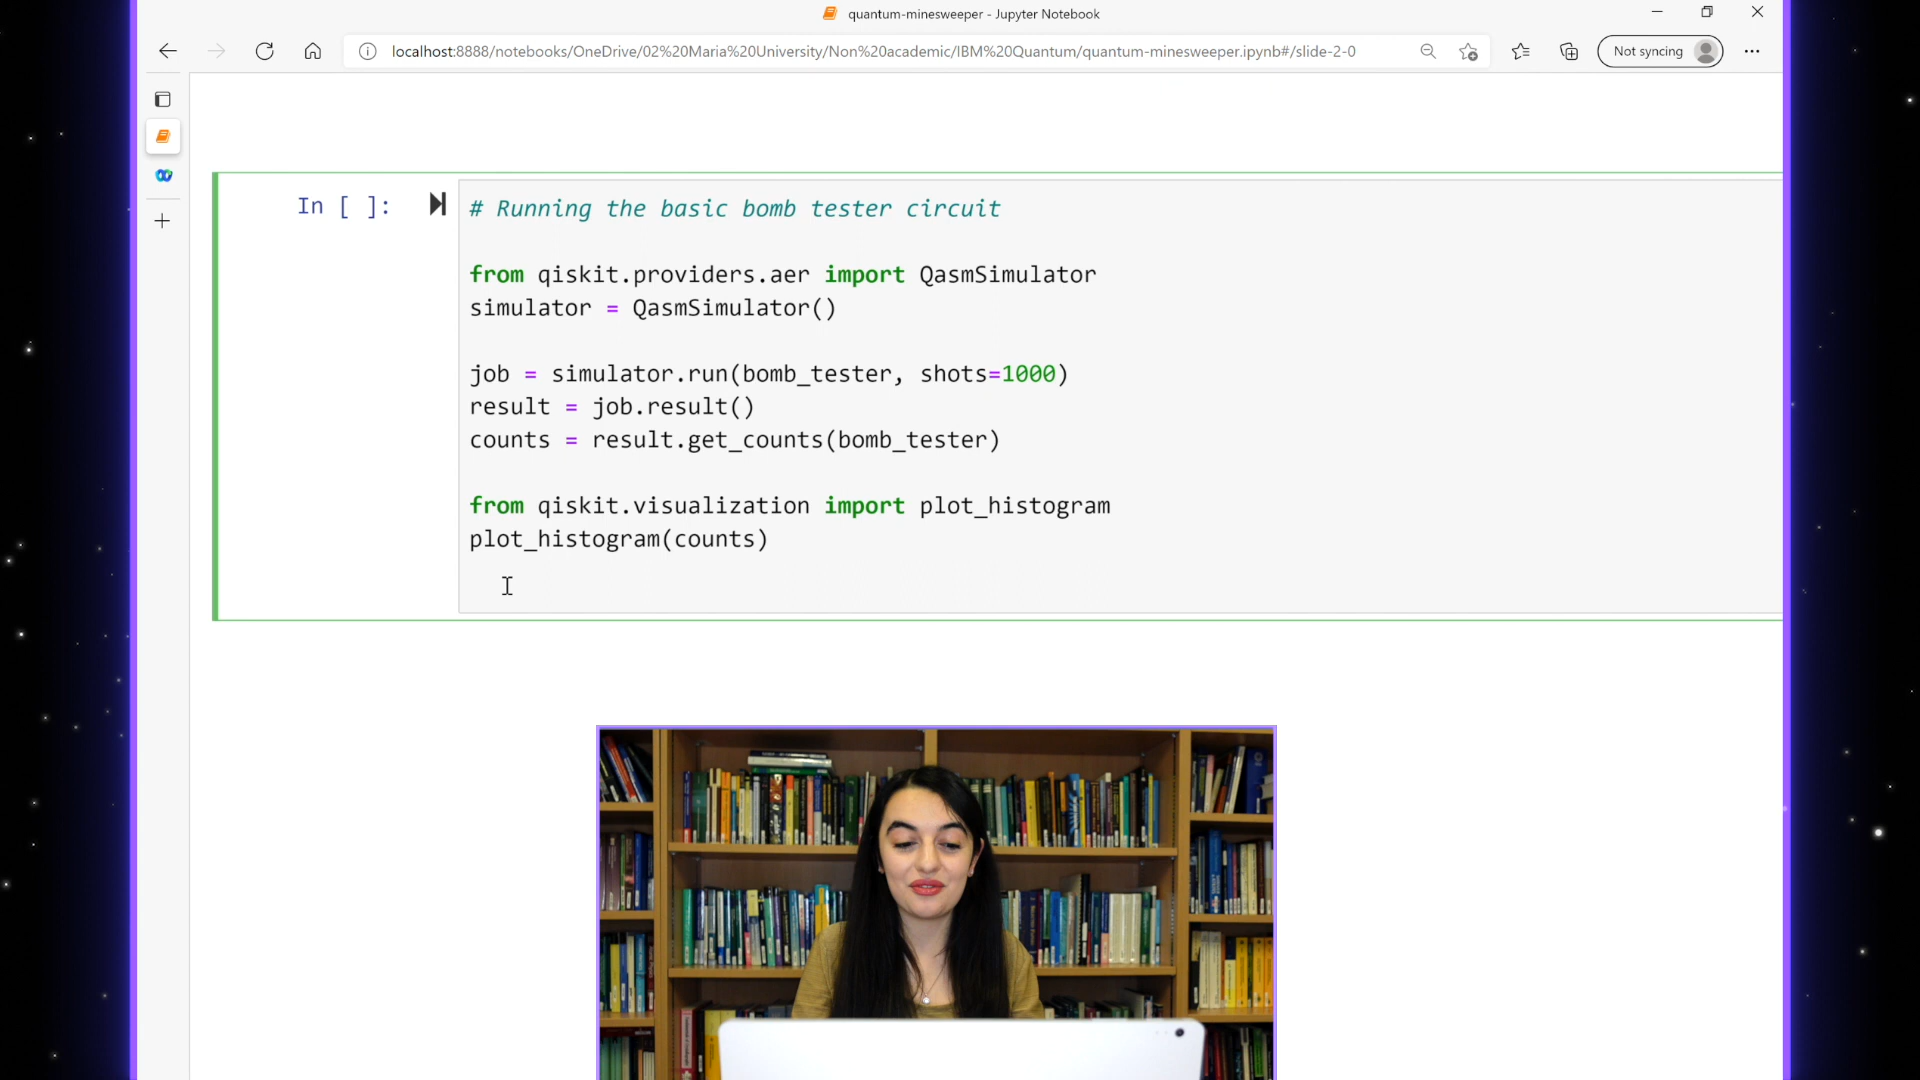 quantum-minesweeper - Jupyter Notebook
localhost:8888/notebooks/OneDrive/02%20Maria%20University/Non%20academic/IBM%20Quantum/quantum-minesweeper.ipynb#/slide-2-0
Not syncing
In [ ]:
# Running the basic bomb tester circuit
from qiskit.providers.aer import QasmSimulator
simulator = QasmSimulator()
job = simulator.run(bomb_tester, shots=1000)
result = job.result()
counts = result.get_counts(bomb_tester)
from qiskit.visualization import plot_histogram
plot_histogram(counts)